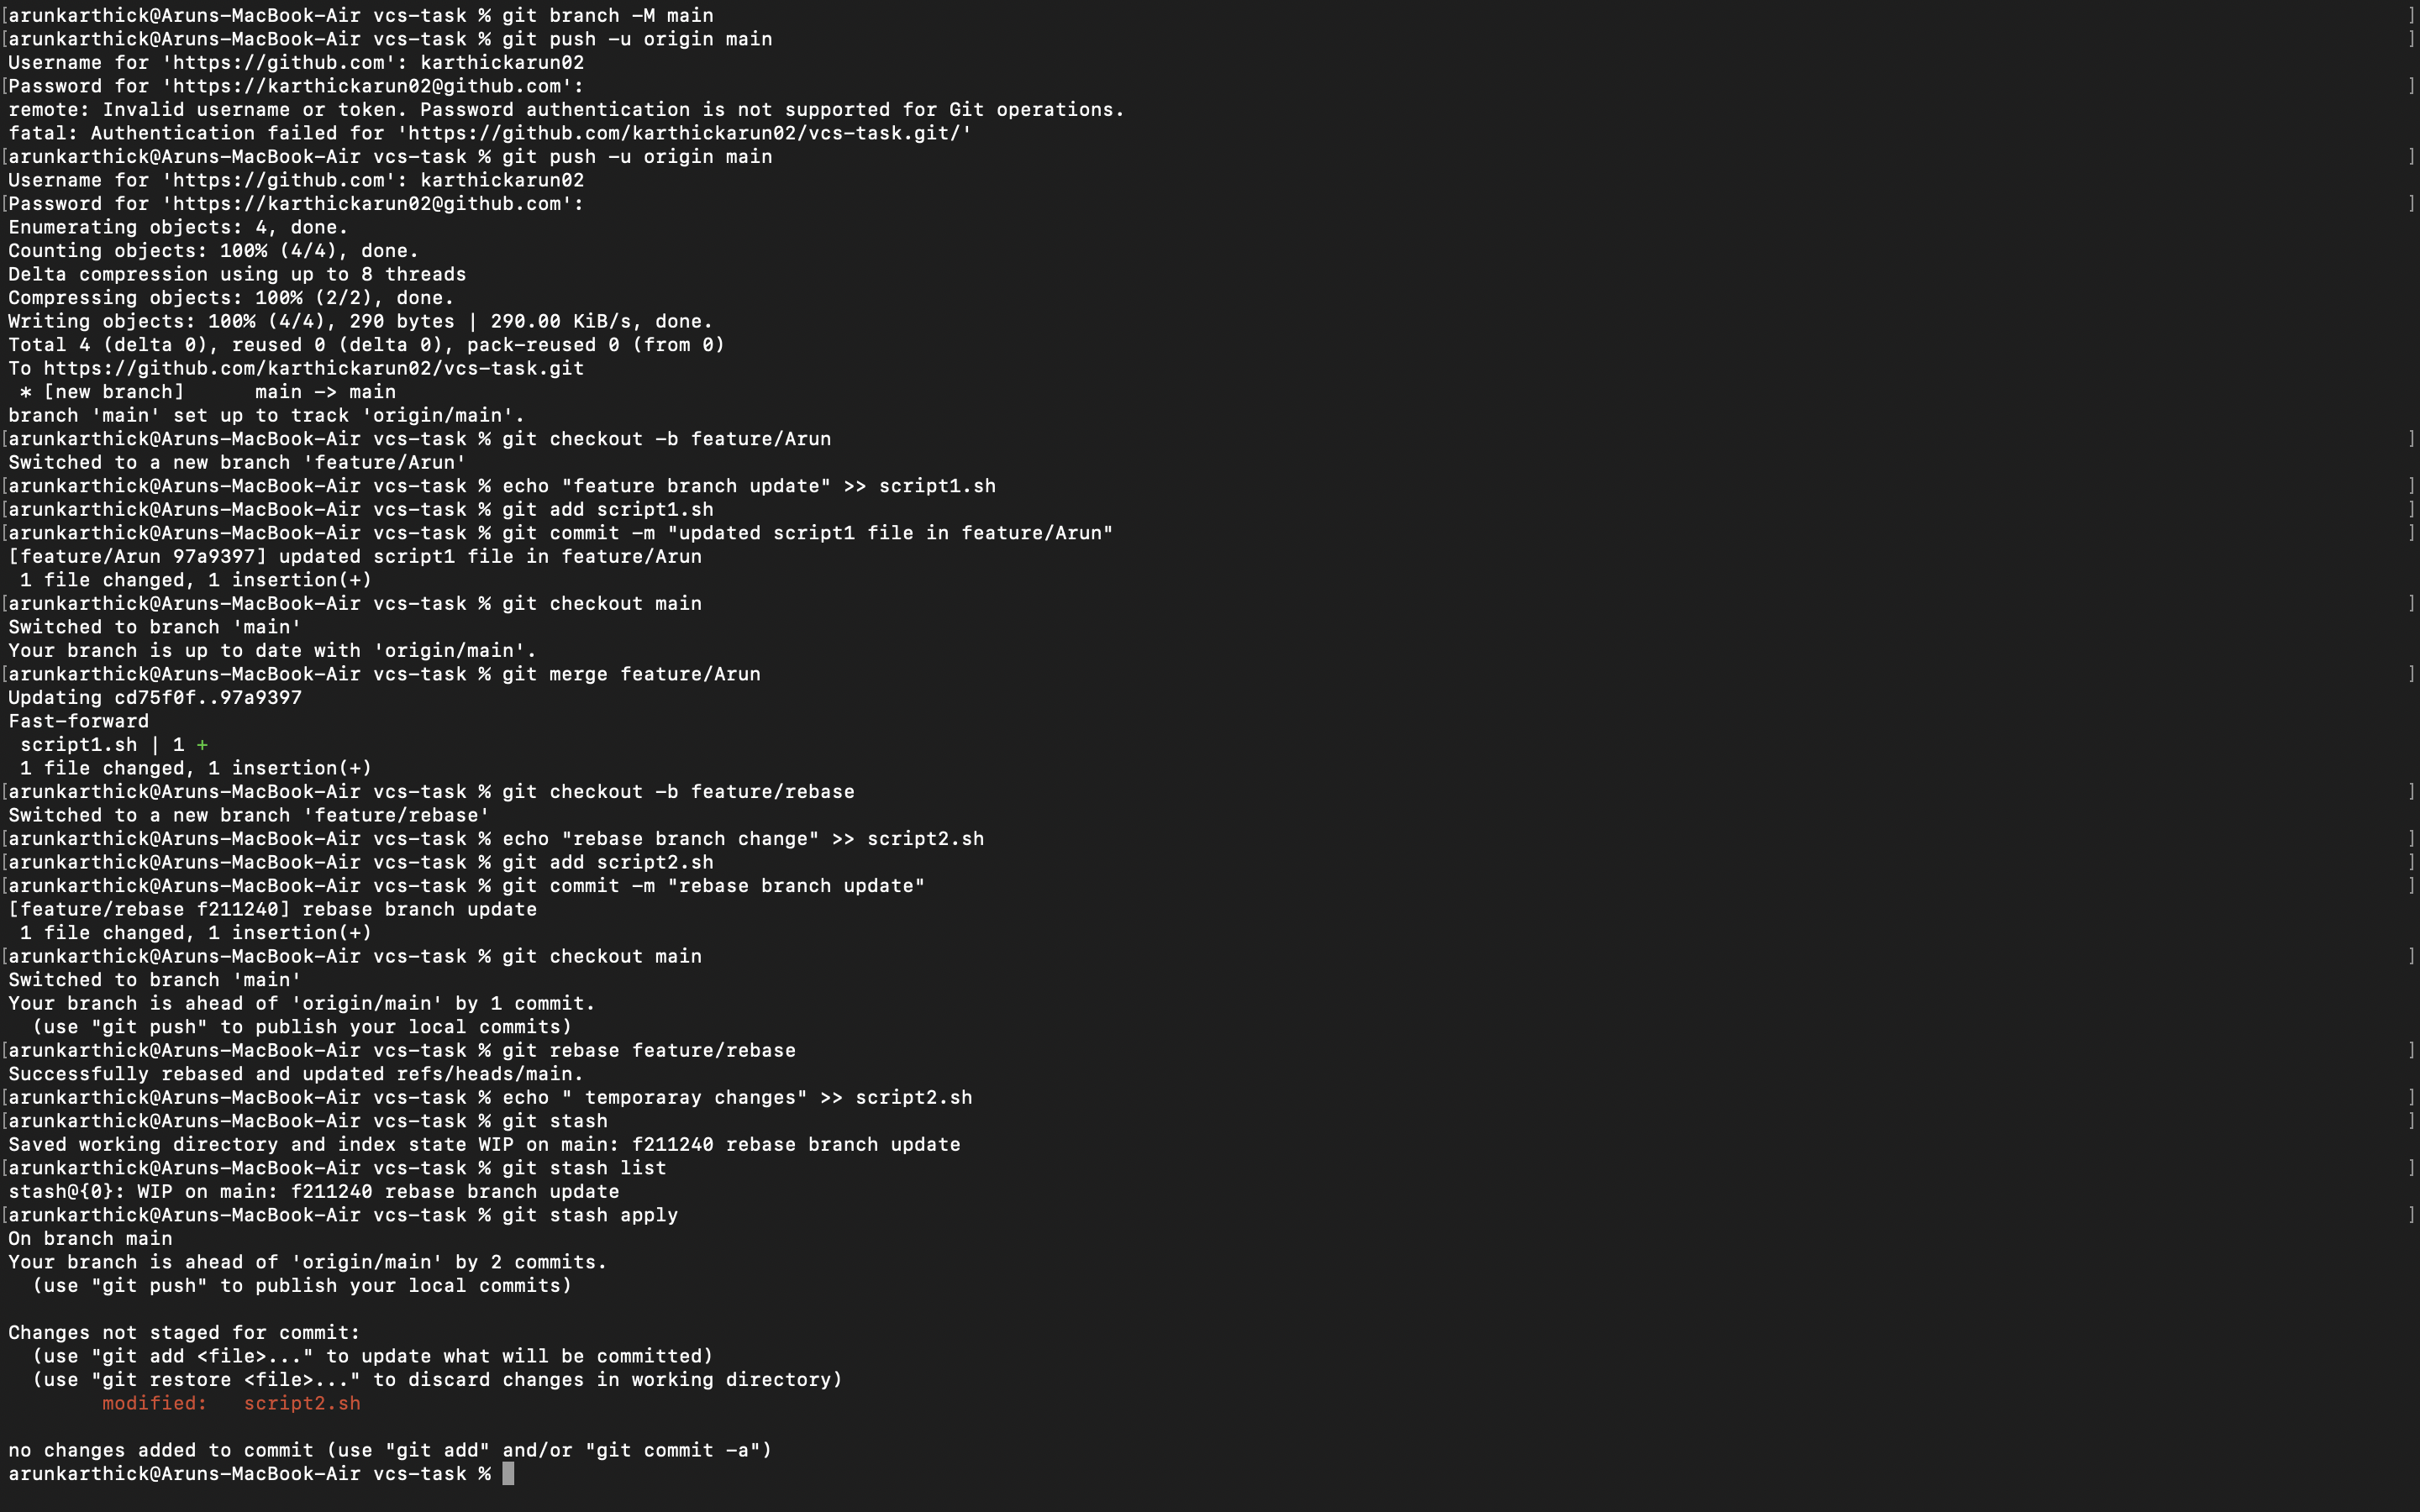 [arunkarthick@Aruns-MacBook-Air vcs-task % git branch -M main ]
[arunkarthick@Aruns-MacBook-Air vcs-task % git push -u origin main ]
Username for 'https://github.com': karthickarun02
[Password for 'https://karthickarun02@github.com': ]
remote: Invalid username or token. Password authentication is not supported for Git operations.
fatal: Authentication failed for 'https://github.com/karthickarun02/vcs-task.git/'
[arunkarthick@Aruns-MacBook-Air vcs-task % git push -u origin main ]
Username for 'https://github.com': karthickarun02
[Password for 'https://karthickarun02@github.com': ]
Enumerating objects: 4, done.
Counting objects: 100% (4/4), done.
Delta compression using up to 8 threads
Compressing objects: 100% (2/2), done.
Writing objects: 100% (4/4), 290 bytes | 290.00 KiB/s, done.
Total 4 (delta 0), reused 0 (delta 0), pack-reused 0 (from 0)
To https://github.com/karthickarun02/vcs-task.git
 * [new branch]      main -> main
branch 'main' set up to track 'origin/main'.
[arunkarthick@Aruns-MacBook-Air vcs-task % git checkout -b feature/Arun ]
Switched to a new branch 'feature/Arun'
[arunkarthick@Aruns-MacBook-Air vcs-task % echo "feature branch update" >> script1.sh ]
[arunkarthick@Aruns-MacBook-Air vcs-task % git add script1.sh ]
[arunkarthick@Aruns-MacBook-Air vcs-task % git commit -m "updated script1 file in feature/Arun" ]
[feature/Arun 97a9397] updated script1 file in feature/Arun
 1 file changed, 1 insertion(+)
[arunkarthick@Aruns-MacBook-Air vcs-task % git checkout main ]
Switched to branch 'main'
Your branch is up to date with 'origin/main'.
[arunkarthick@Aruns-MacBook-Air vcs-task % git merge feature/Arun ]
Updating cd75f0f..97a9397
Fast-forward
 script1.sh | 1 +
 1 file changed, 1 insertion(+)
[arunkarthick@Aruns-MacBook-Air vcs-task % git checkout -b feature/rebase ]
Switched to a new branch 'feature/rebase'
[arunkarthick@Aruns-MacBook-Air vcs-task % echo "rebase branch change" >> script2.sh ]
[arunkarthick@Aruns-MacBook-Air vcs-task % git add script2.sh ]
[arunkarthick@Aruns-MacBook-Air vcs-task % git commit -m "rebase branch update" ]
[feature/rebase f211240] rebase branch update
 1 file changed, 1 insertion(+)
[arunkarthick@Aruns-MacBook-Air vcs-task % git checkout main ]
Switched to branch 'main'
Your branch is ahead of 'origin/main' by 1 commit.
  (use "git push" to publish your local commits)
[arunkarthick@Aruns-MacBook-Air vcs-task % git rebase feature/rebase ]
Successfully rebased and updated refs/heads/main.
[arunkarthick@Aruns-MacBook-Air vcs-task % echo " temporaray changes" >> script2.sh ]
[arunkarthick@Aruns-MacBook-Air vcs-task % git stash ]
Saved working directory and index state WIP on main: f211240 rebase branch update
[arunkarthick@Aruns-MacBook-Air vcs-task % git stash list ]
stash@{0}: WIP on main: f211240 rebase branch update
[arunkarthick@Aruns-MacBook-Air vcs-task % git stash apply ]
On branch main
Your branch is ahead of 'origin/main' by 2 commits.
  (use "git push" to publish your local commits)

Changes not staged for commit:
  (use "git add <file>..." to update what will be committed)
  (use "git restore <file>..." to discard changes in working directory)
        modified:   script2.sh

no changes added to commit (use "git add" and/or "git commit -a")
arunkarthick@Aruns-MacBook-Air vcs-task %